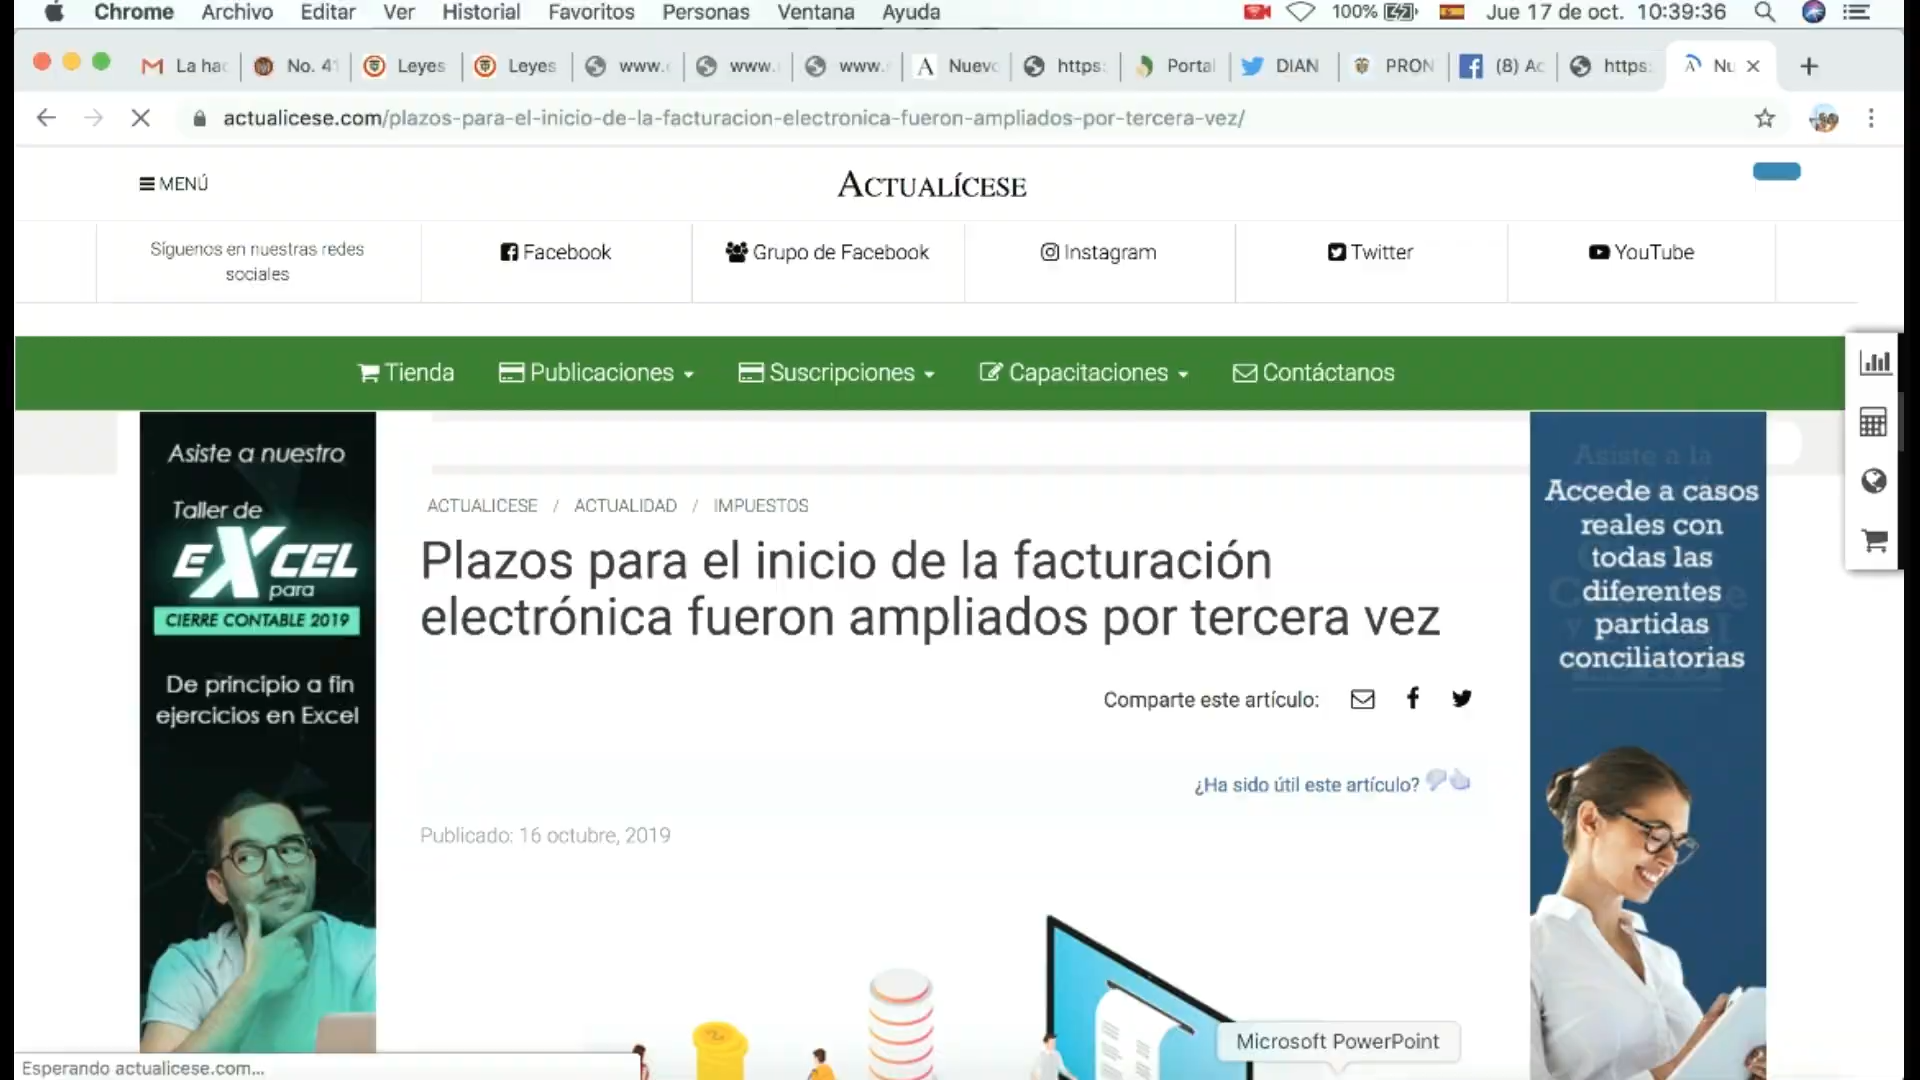 Chrome Archivo Editar Ver Historial Favoritos Personas Ventana Ayuda 100% Jue 17 de oct. 10:39:36
La hac No. 41 Leyes Leyes www. www. www. Nuevo https: Portal DIAN PRON (8) Ac https: Nu
actualicese.com/plazos-para-el-inicio-de-la-facturacion-electronica-fueron-ampliados-por-tercera-vez/
MENÚ
ACTUALÍCESE
Síguenos en nuestras redes
sociales
Facebook
Grupo de Facebook
Instagram
Twitter
YouTube
Tienda Publicaciones Suscripciones Capacitaciones Contáctanos
Asiste a nuestro
Taller de
EXCEL
para
CIERRE CONTABLE 2019
De principio a fin
ejercicios en Excel
ACTUALICESE / ACTUALIDAD / IMPUESTOS
Plazos para el inicio de la facturación
electrónica fueron ampliados por tercera vez
Comparte este artículo:
¿Ha sido útil este artículo?
Publicado: 16 octubre, 2019
Asiste a la
Accede a casos
reales con
todas las
diferentes
partidas
conciliatorias
Microsoft PowerPoint
Esperando actualicese.com...